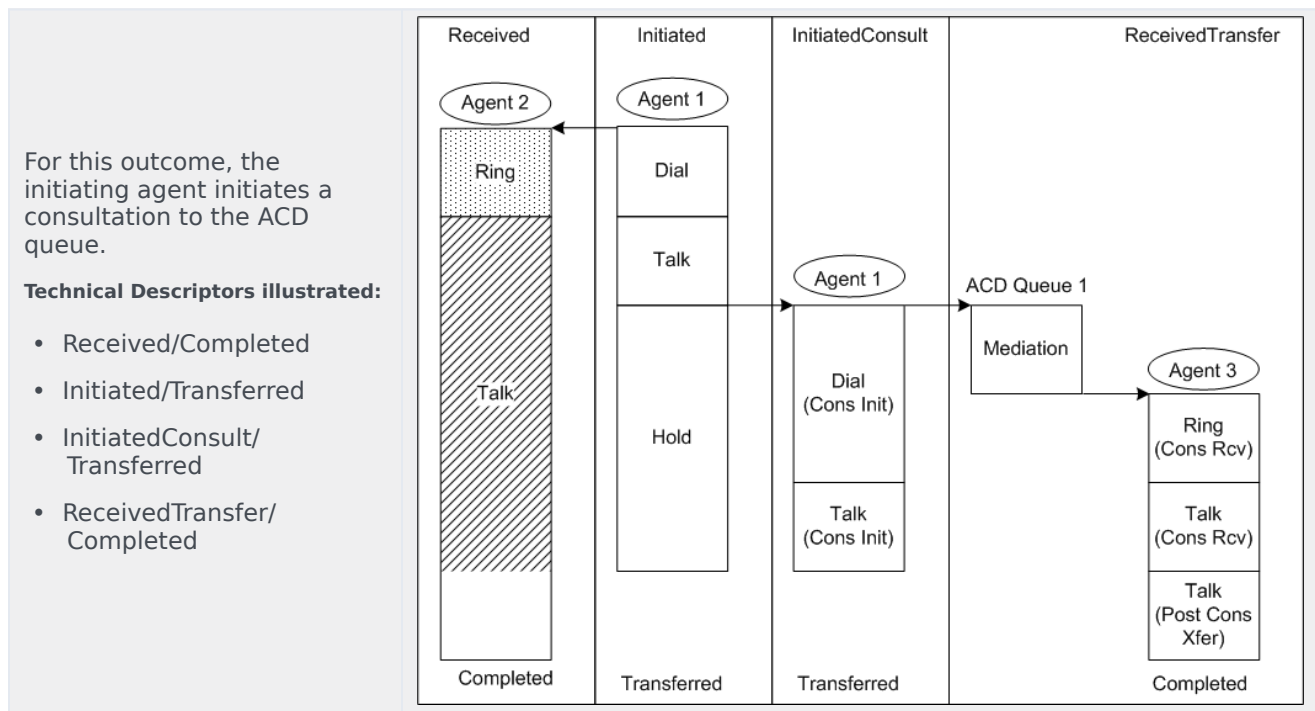 For this outcome, the
initiating agent initiates a
consultation to the ACD
queue.
Technical Descriptors illustrated:
• Received/Completed
• Initiated/Transferred
• InitiatedConsult/
Transferred
• ReceivedTransfer/
Completed
Received
Agent 2
Ring
Talk
Completed
Initiated
Agent 1
Dial
Talk
Hold
Transferred
InitiatedConsult
Agent 1
Dial
(Cons Init)
Talk
(Cons Init)
Transferred
ReceivedTransfer
ACD Queue 1
Mediation
Agent 3
Ring
(Cons Rcv)
Talk
(Cons Rcv)
Talk
(Post Cons
Xfer)
Completed